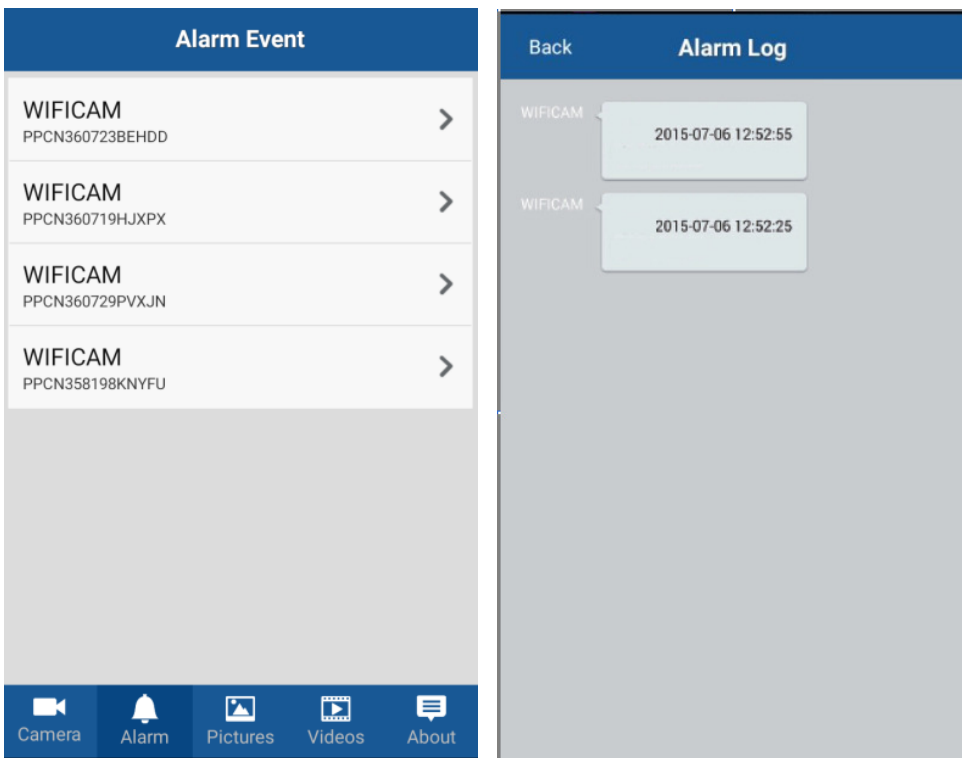 Alarm Event
WIFICAM
PPCN360723BEHDD
WIFICAM
PPCN360719HJXPX
WIFICAM
PPCN360729PVXJN
WIFICAM
PPCN358198KNYFU
Camera
Alarm
Pictures
Videos
About
Back
Alarm Log
WIFICAM
2015-07-06 12:52:55
WIFICAM
2015-07-06 12:52:25